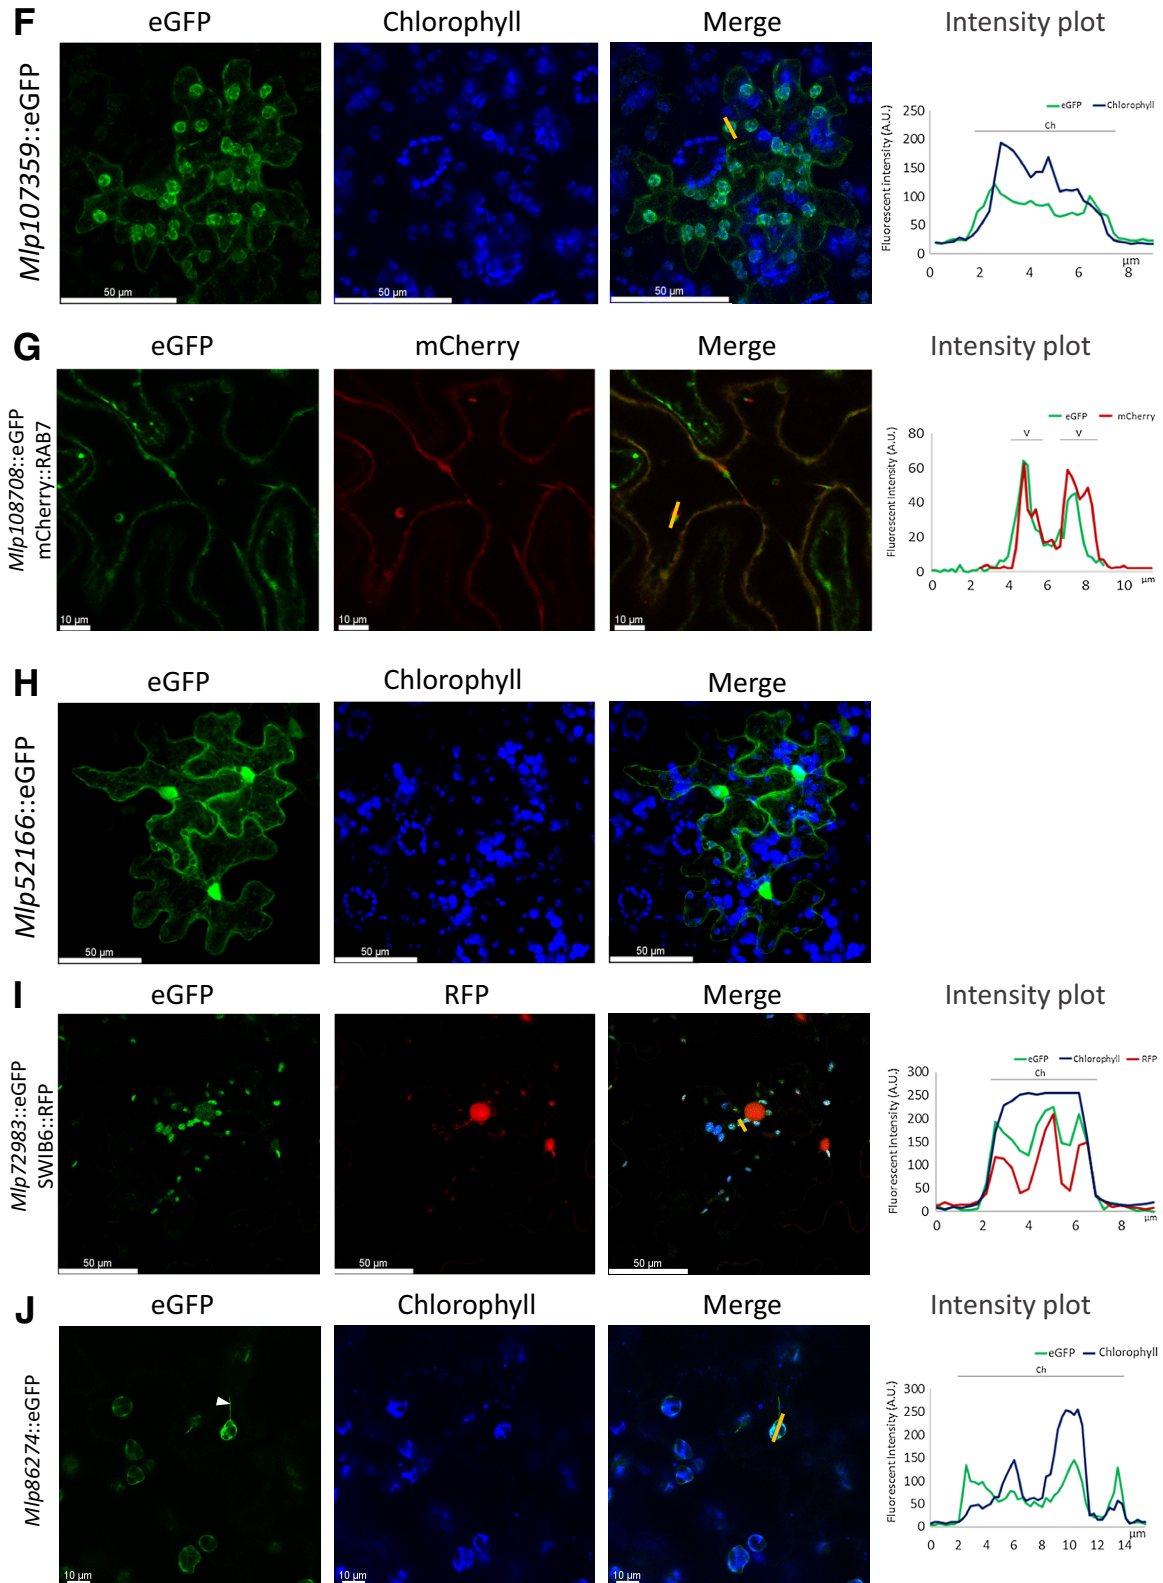 F eGFP Chlorophyll Merge Intensity plot
Mlp107359::eGFP
50 µm 50 µm 50 µm
eGFP Chlorophyll
Ch
Fluorescent intensity (A.U.)
250
200
150
100
50
0
0 2 4 6 8
µm
G eGFP mCherry Merge Intensity plot
Mlp108708::eGFP
mCherry::RAB7
10 µm 10 µm 10 µm
eGFP mCherry
V V
Fluorescent Intensity (A.U.)
80
60
40
20
0
0 2 4 6 8 10 µm
H eGFP Chlorophyll Merge
Mlp52166::eGFP
50 µm 50 µm 50 µm
I eGFP RFP Merge Intensity plot
Mlp72983::eGFP
SWIB6::RFP
50 µm 50 µm 50 µm
eGFP Chlorophyll RFP
Ch
Fluorescent Intensity (A.U.)
300
250
200
150
100
50
0
0 2 4 6 8
µm
J eGFP Chlorophyll Merge Intensity plot
Mlp86274::eGFP
10 µm 10 µm 10 µm
eGFP Chlorophyll
Ch
Fluorescent Intensity (A.U.)
300
250
200
150
100
50
0
0 2 4 6 8 10 12 14
µm